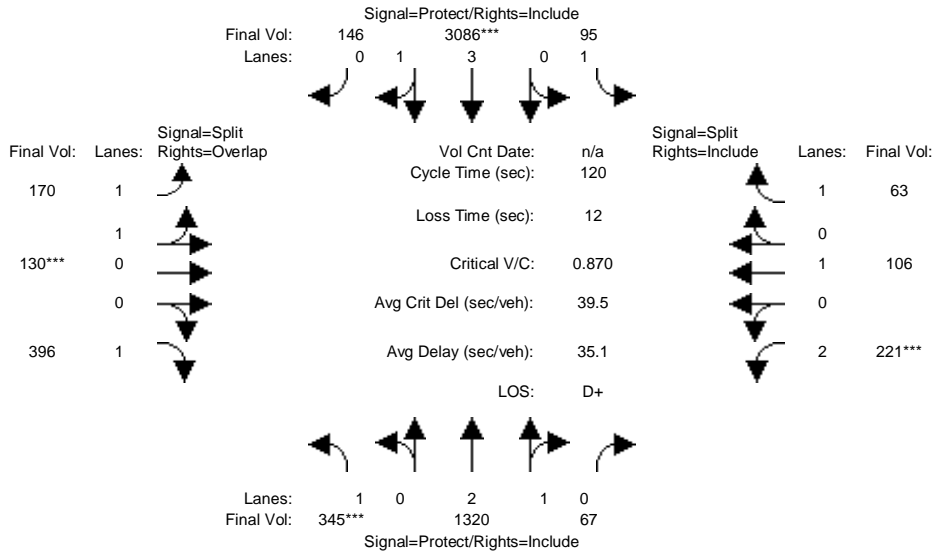 Signal=Protect/Rights=Include
Final Vol: 146 3086*** 95
Lanes: 0 1 3 0 1
Signal=Split
Final Vol: Lanes: Rights=Overlap
Vol Cnt Date: n/a
Signal=Split
Rights=Include Lanes: Final Vol:
Cycle Time (sec): 120
170 1
1 63
Loss Time (sec): 12
1
0
130*** 0
Critical V/C: 0.870
1 106
0
Avg Crit Del (sec/veh): 39.5
0
396 1
Avg Delay (sec/veh): 35.1
2 221***
LOS: D+
Lanes: 1 0 2 1 0
Final Vol: 345*** 1320 67
Signal=Protect/Rights=Include